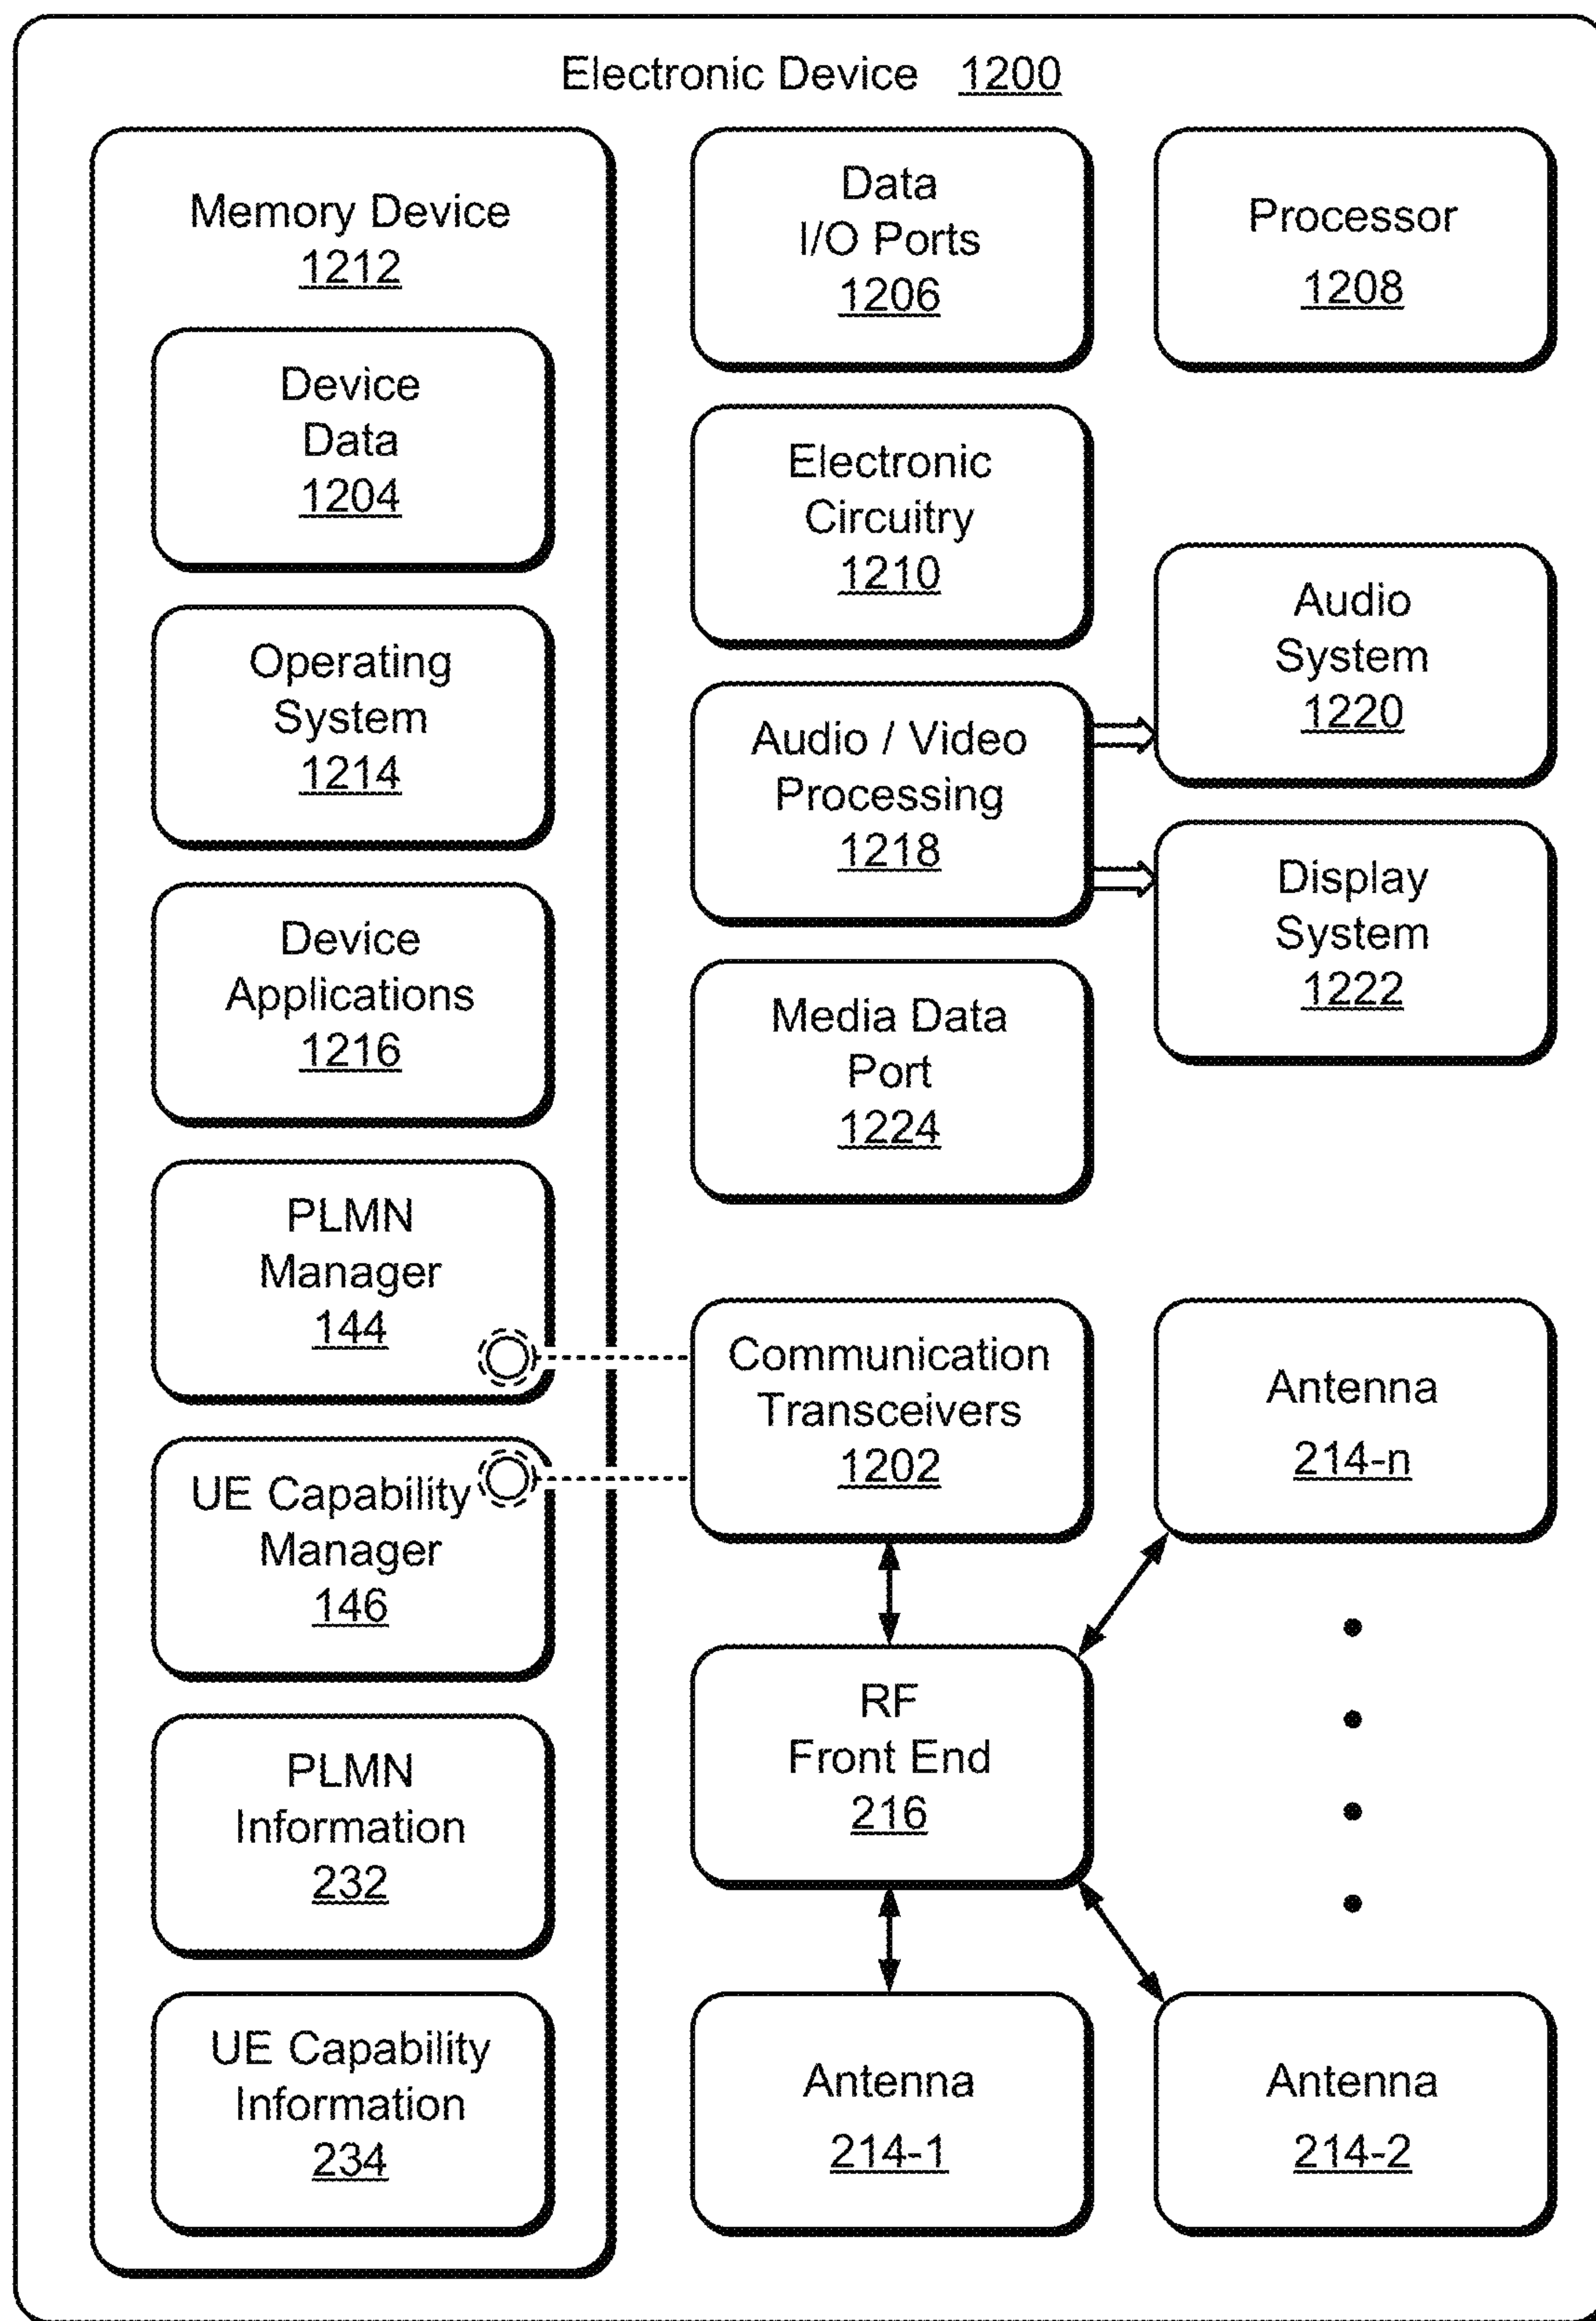 Electronic Device 1200
Memory Device
1212
Device
Data
1204
Operating
System
1214
Device
Applications
1216
PLMN
Manager
144
UE Capability
Manager
146
PLMN
Information
232
UE Capability
Information
234
Data
I/O Ports
1206
Processor
1208
Electronic
Circuitry
1210
Audio / Video
Processing
1218
Audio
System
1220
Display
System
1222
Media Data
Port
1224
Communication
Transceivers
1202
Antenna
214-n
RF
Front End
216
Antenna
214-1
Antenna
214-2